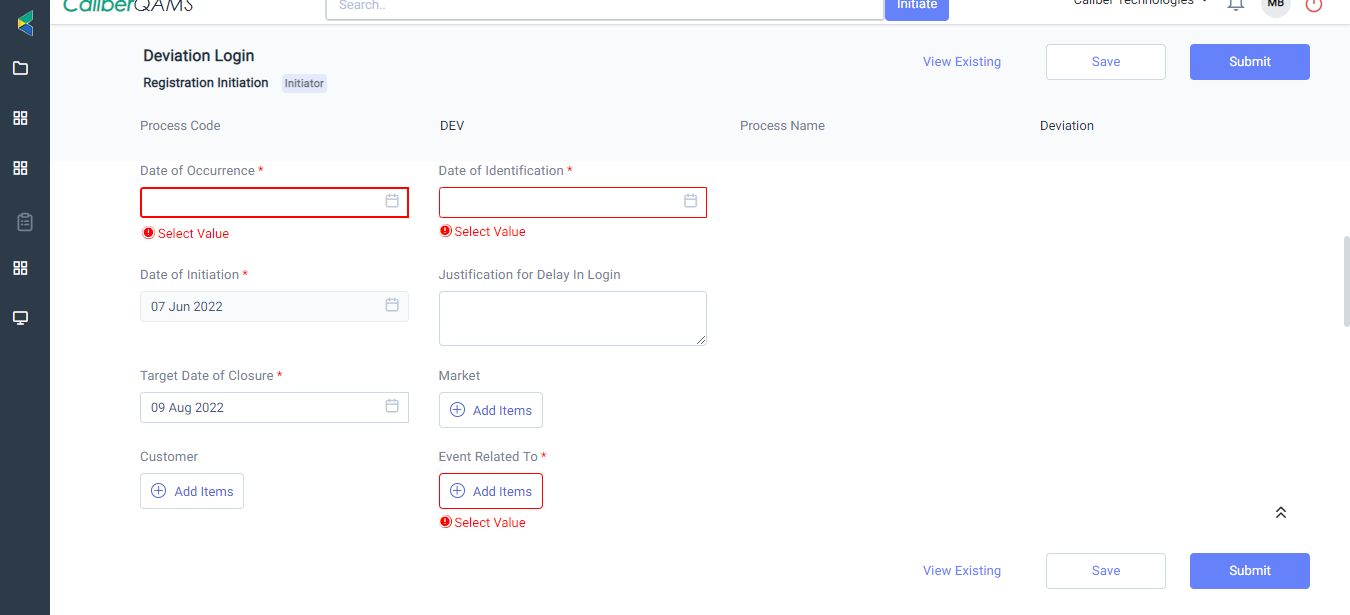 CaliberQAMS
Search..
Initiate
Caliber Technologies
MB
Deviation Login
Registration Initiation Initiator
View Existing
Save
Submit
Process Code DEV Process Name Deviation
Date of Occurrence * Date of Identification *
Select Value Select Value
Date of Initiation * Justification for Delay In Login
07 Jun 2022
Target Date of Closure * Market
09 Aug 2022 Add Items
Customer Event Related To *
Add Items Add Items
Select Value
View Existing Save Submit